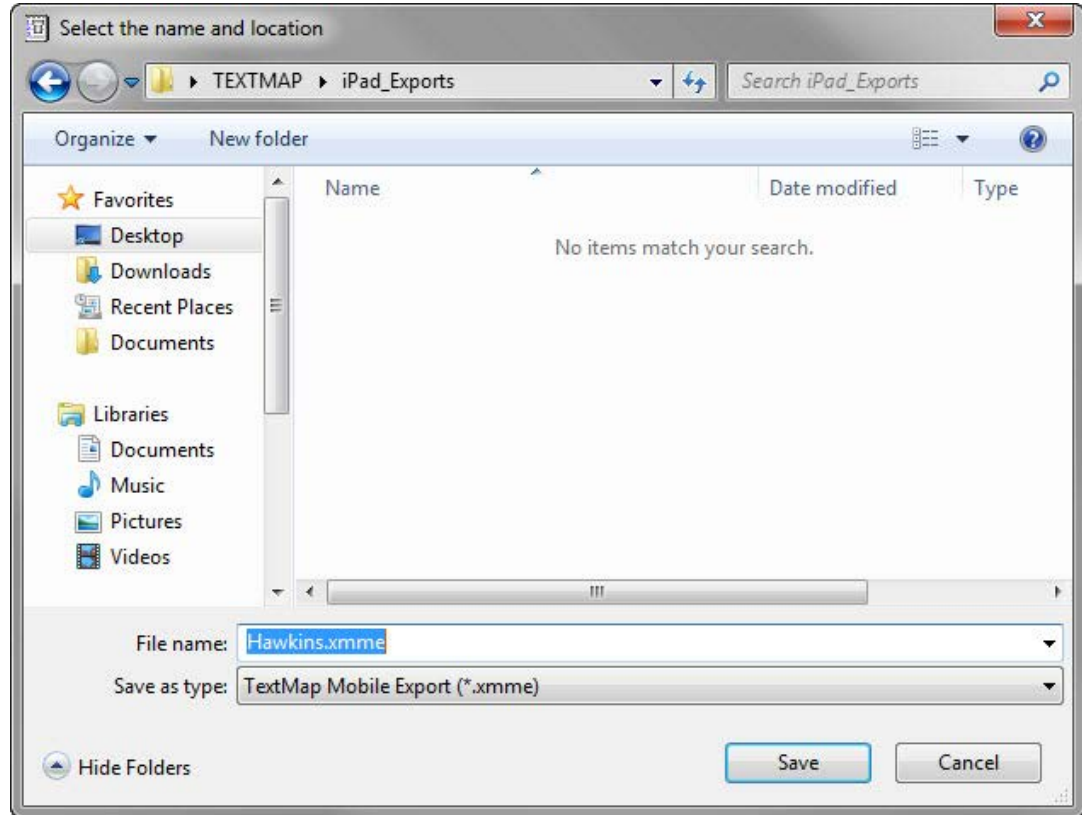 Select the name and location
TEXTMAP iPad_Exports Search iPad_Exports
Organize New folder
Name Date modified Type
No items match your search.
Favorites
Desktop
Downloads
Recent Places
Documents
Libraries
Documents
Music
Pictures
Videos
File name: Hawkins.xmme
Save as type: TextMap Mobile Export (*.xmme)
Hide Folders Save Cancel